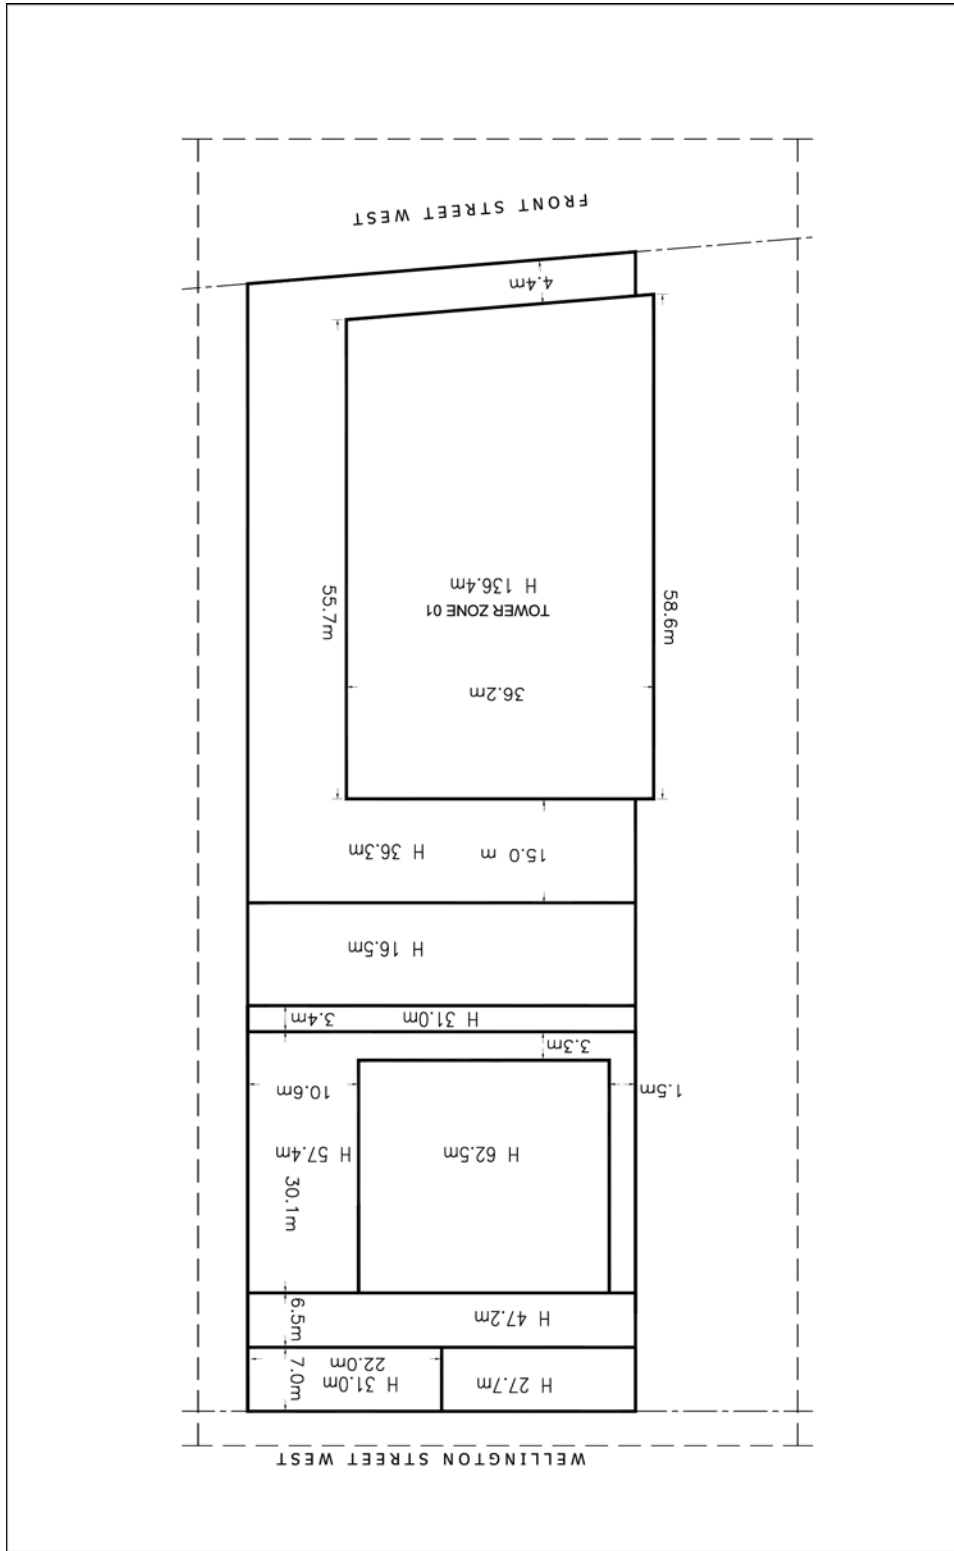 WELLINGTON STREET WEST
H 27.7m
H 31.0m
22.0m
7.0m
H 47.2m
6.5m
30.1m
H 62.5m
H 57.4m
1.5m
10.6m
3.3m
H 31.0m
3.4m
H 16.5m
15.0 m
H 36.3m
36.2m
TOWER ZONE 01
H 136.4m
58.6m
55.7m
4.4m
FRONT STREET WEST